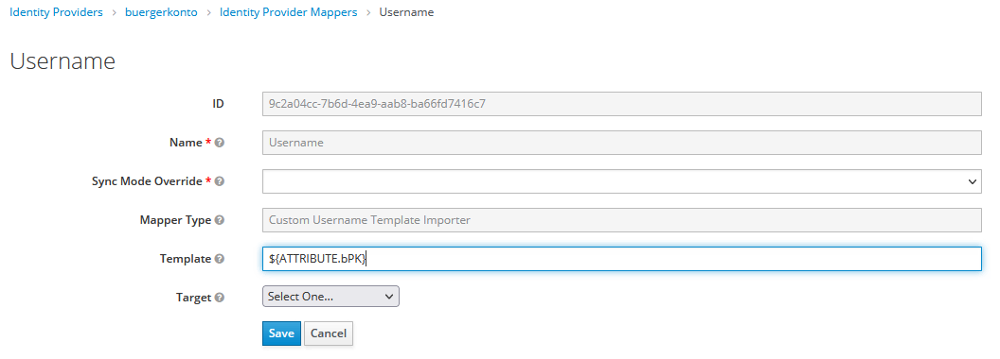 Identity Providers > buergerkonto > Identity Provider Mappers > Username
Username
ID 9c2a04cc-7b6d-4ea9-aab8-ba66fd7416c7
Name * Username
Sync Mode Override *
Mapper Type Custom Username Template Importer
Template ${ATTRIBUTE.bPK}
Target Select One...
Save Cancel